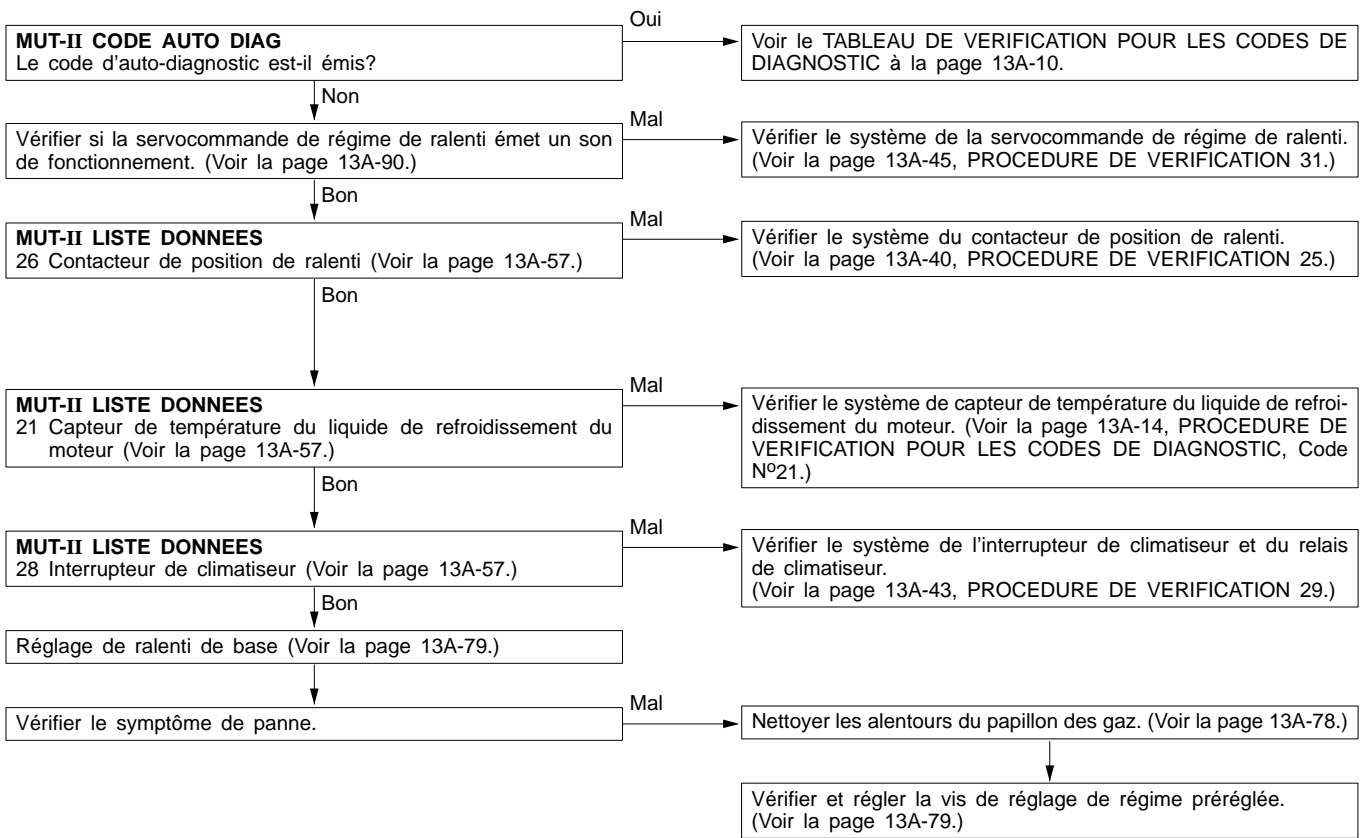 Oui
MUT-II CODE AUTO DIAG
Le code d'auto-diagnostic est-il émis?
Voir le TABLEAU DE VERIFICATION POUR LES CODES DE
DIAGNOSTIC à la page 13A-10.
Non
Mal
Vérifier si la servocommande de régime de ralenti émet un son
de fonctionnement. (Voir la page 13A-90.)
Vérifier le système de la servocommande de régime de ralenti.
(Voir la page 13A-45, PROCEDURE DE VERIFICATION 31.)
Bon
Mal
MUT-II LISTE DONNEES
26 Contacteur de position de ralenti (Voir la page 13A-57.)
Vérifier le système du contacteur de position de ralenti.
(Voir la page 13A-40, PROCEDURE DE VERIFICATION 25.)
Bon
Mal
MUT-II LISTE DONNEES
21 Capteur de température du liquide de refroidissement du
moteur (Voir la page 13A-57.)
Vérifier le système de capteur de température du liquide de refroi-
dissement du moteur. (Voir la page 13A-14, PROCEDURE DE
VERIFICATION POUR LES CODES DE DIAGNOSTIC, Code
Nº21.)
Bon
Mal
MUT-II LISTE DONNEES
28 Interrupteur de climatiseur (Voir la page 13A-57.)
Vérifier le système de l'interrupteur de climatiseur et du relais
de climatiseur.
(Voir la page 13A-43, PROCEDURE DE VERIFICATION 29.)
Bon
Réglage de ralenti de base (Voir la page 13A-79.)
Mal
Vérifier le symptôme de panne.
Nettoyer les alentours du papillon des gaz. (Voir la page 13A-78.)
Vérifier et régler la vis de réglage de régime préréglée.
(Voir la page 13A-79.)